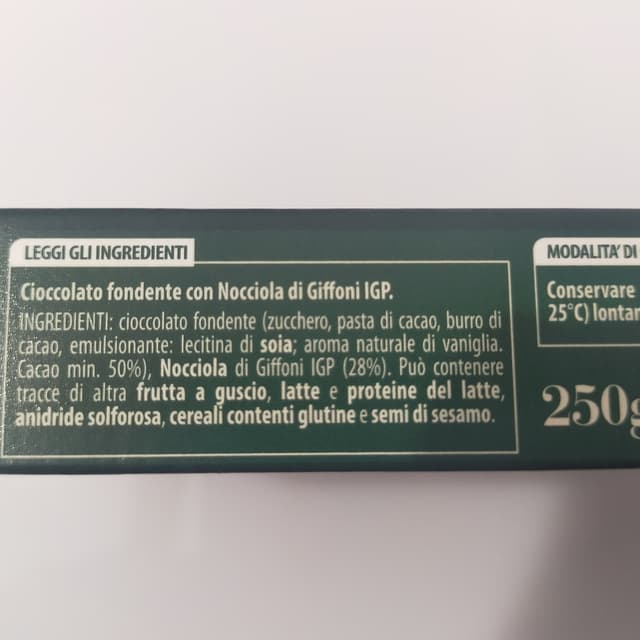 LEGGI GLI INGREDIENTI
Cioccolato fondente con Nocciola di Giffoni IGP.
INGREDIENTI: cioccolato fondente (zucchero, pasta di cacao, burro di
cacao, emulsionante: lecitina di soia; aroma naturale di vaniglia.
Cacao min. 50%), Nocciola di Giffoni IGP (28%). Può contenere
tracce di altra frutta a guscio, latte e proteine del latte,
anidride solforosa, cereali contenti glutine e semi di sesamo.
MODALITA' DI
Conservare
25°C) lontan
250g